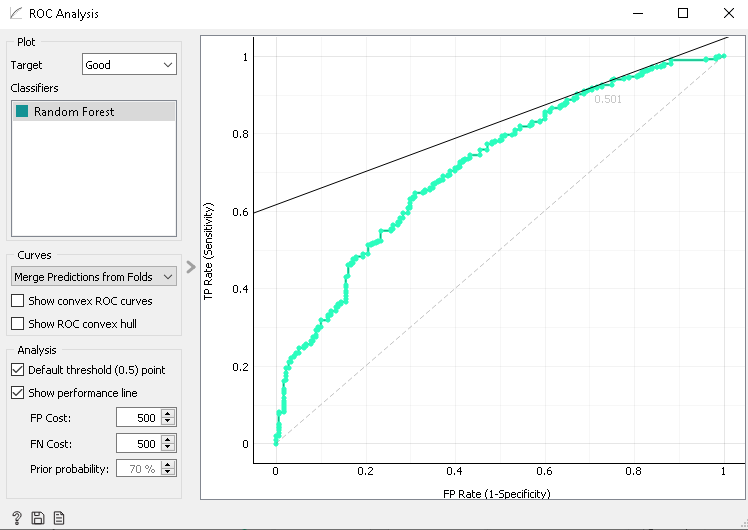 ROC Analysis
Plot
Target
Good
Classifiers
Random Forest
Curves
Merge Predictions from Folds
Show convex ROC curves
Show ROC convex hull
Analysis
Default threshold (0.5) point
Show performance line
FP Cost: 500
FN Cost: 500
Prior probability: 70 %
TP Rate (Sensitivity)
1
0.8
0.6
0.4
0.2
0
0.501
0 0.2 0.4 0.6 0.8 1
FP Rate (1-Specificity)